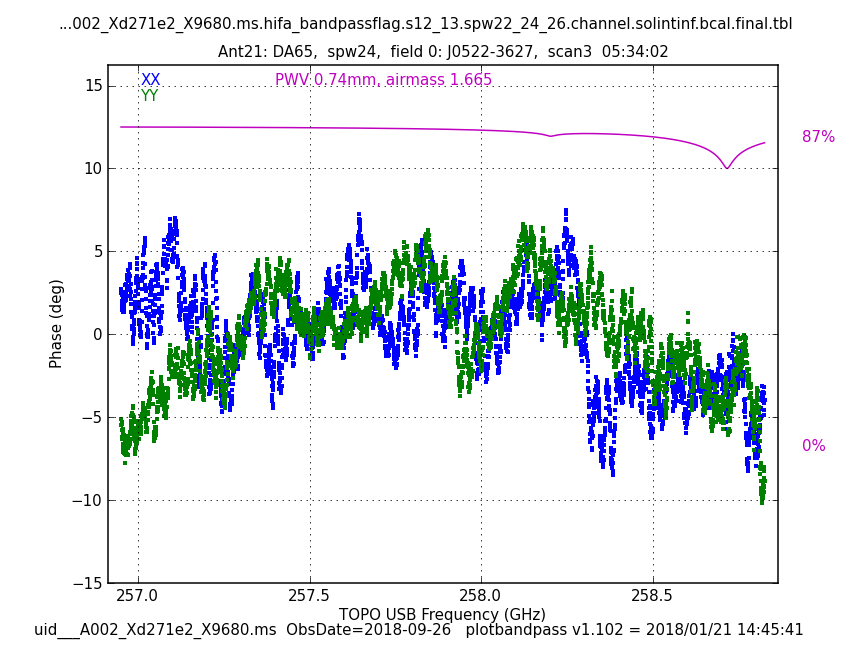 ...002_Xd271e2_X9680.ms.hifa_bandpassflag.s12_13.spw22_24_26.channel.solintinf.bcal.final.tbl
Ant21: DA65,  spw24,  field 0: J0522-3627,  scan3  05:34:02
XX
PWV 0.74mm, airmass 1.665
YY
87%
0%
15
10
5
0
−5
−10
−15
Phase (deg)
257.0 257.5 258.0 258.5
TOPO USB Frequency (GHz)
uid___A002_Xd271e2_X9680.ms  ObsDate=2018-09-26   plotbandpass v1.102 = 2018/01/21 14:45:41